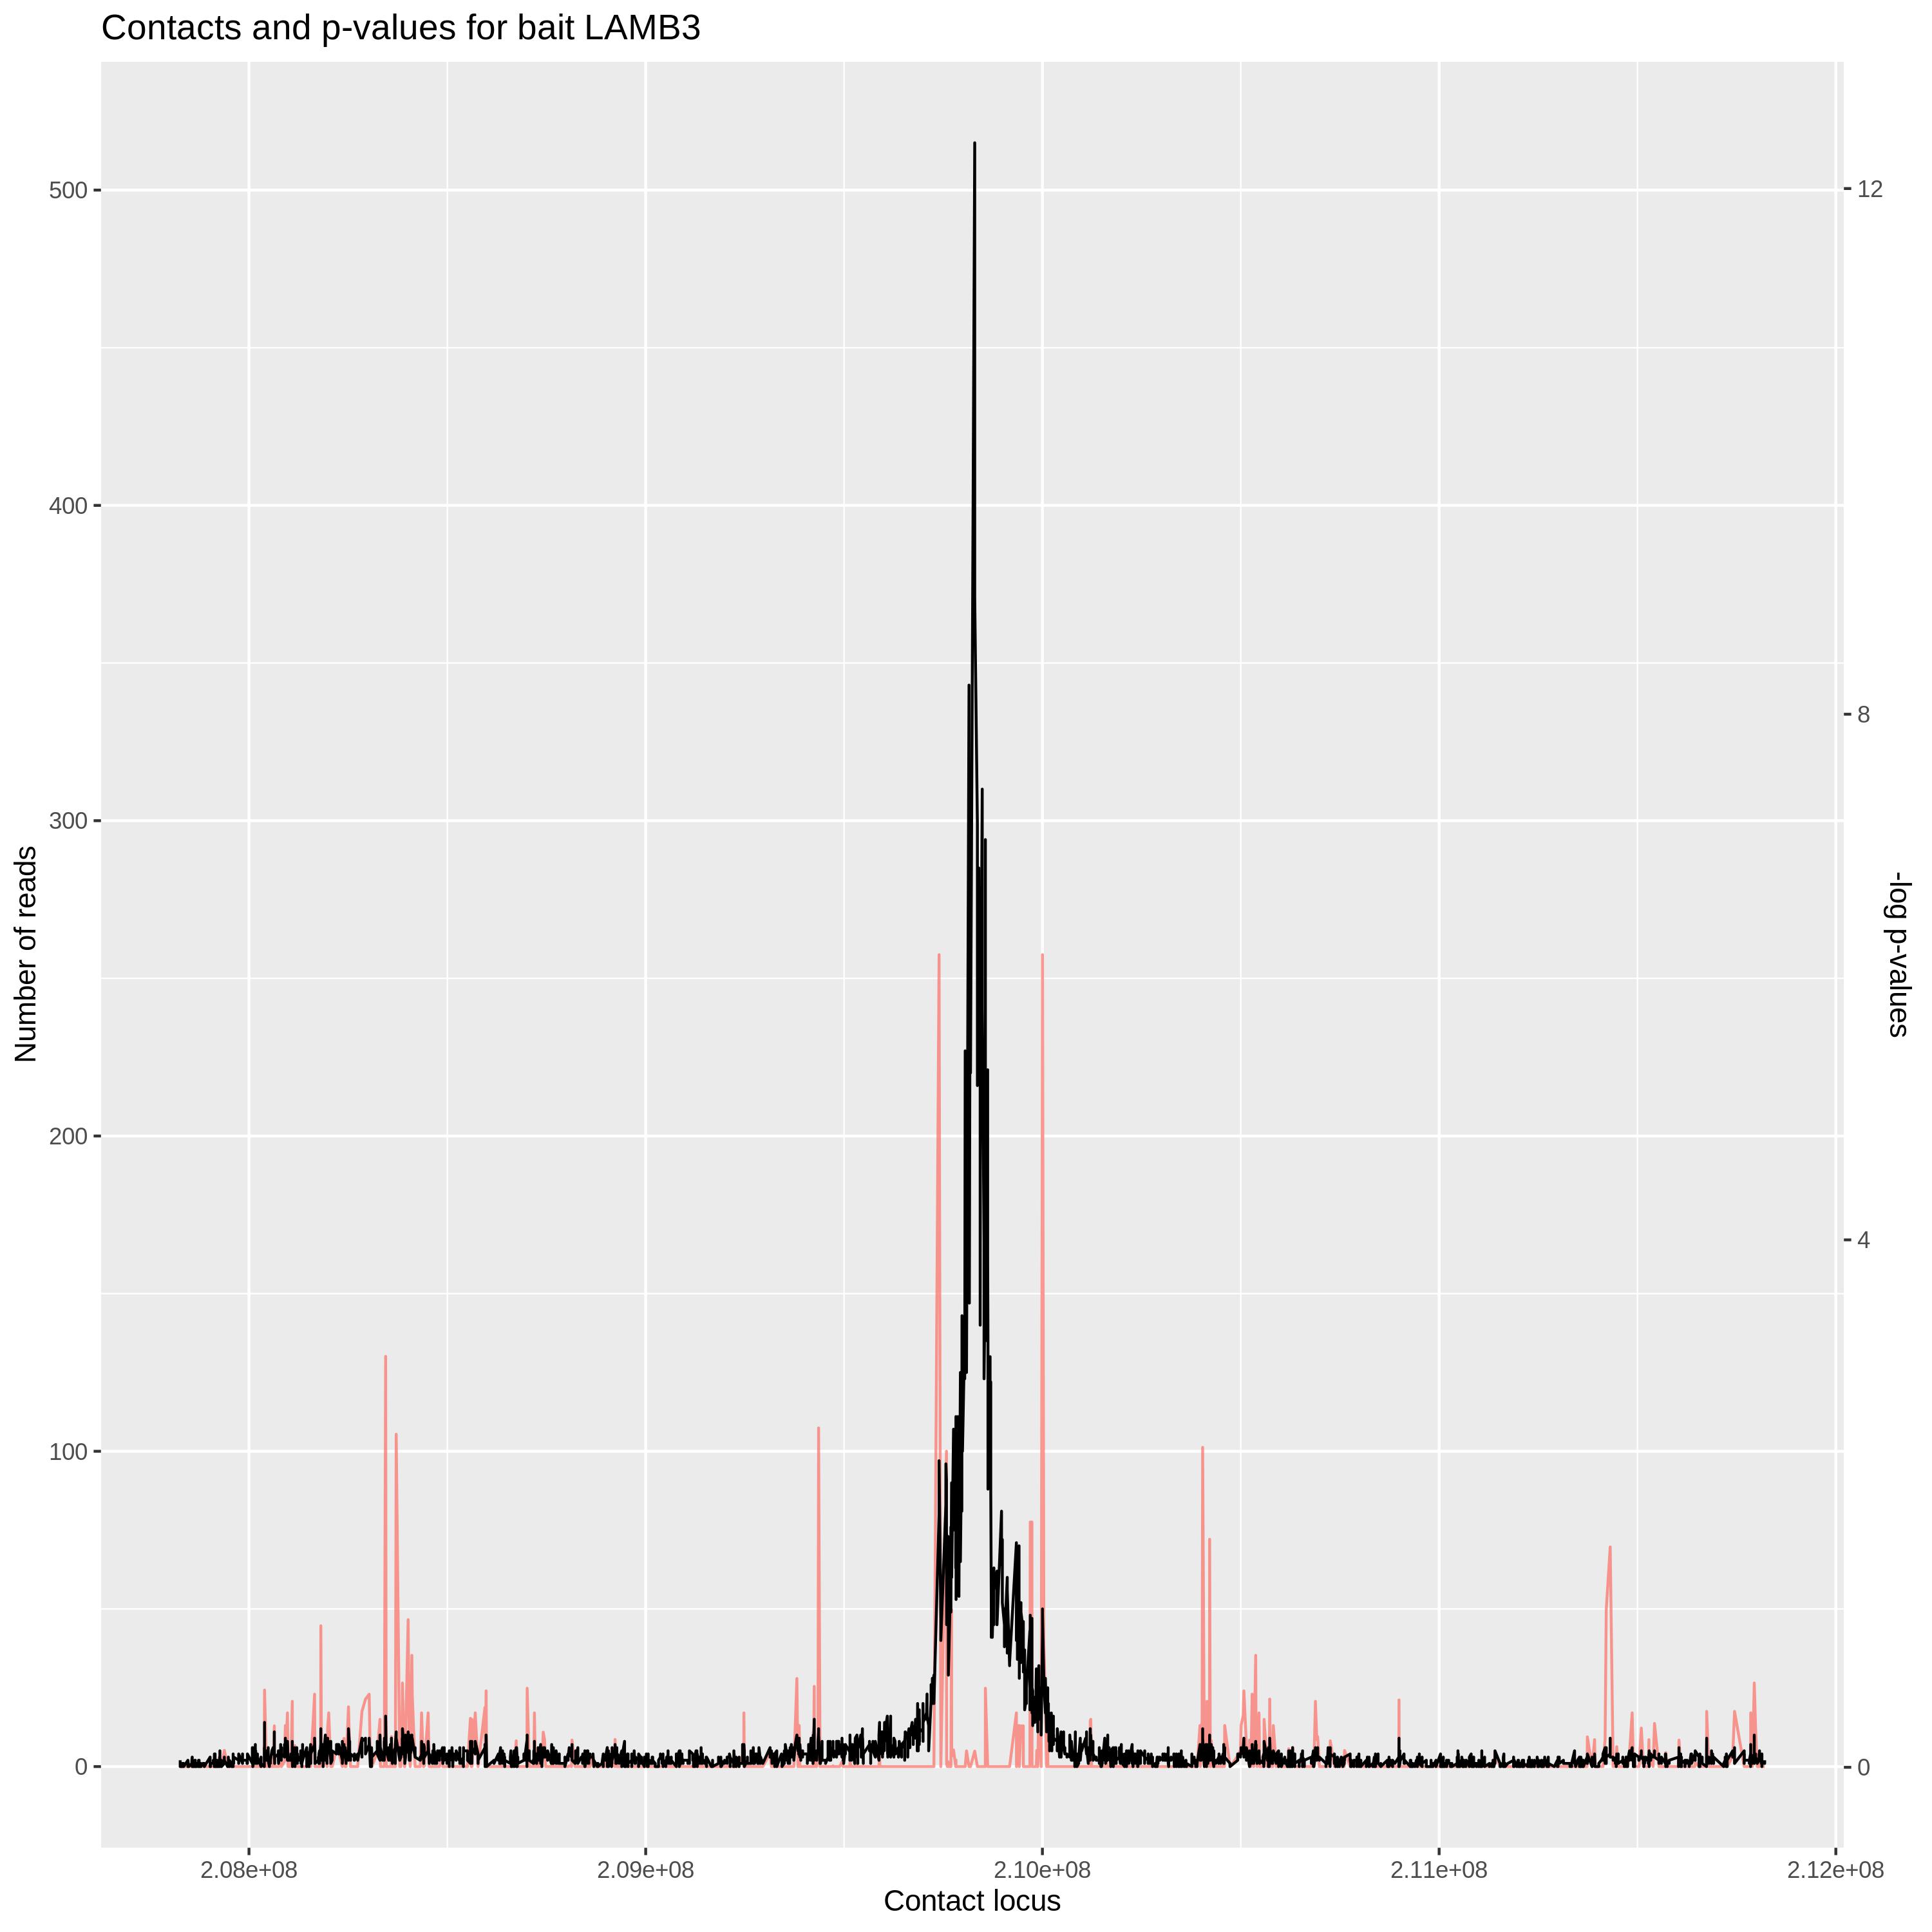 Contacts and p-values for bait LAMB3
500
400
300
200
100
0
Number of reads
12
8
4
0
-log p-values
2.08e+08
2.09e+08
2.10e+08
2.11e+08
2.12e+08
Contact locus